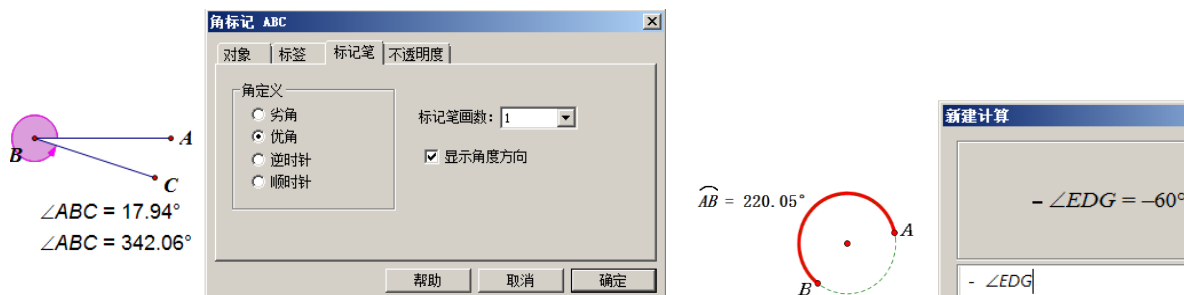 B
A
C
∠ABC = 17.94°
∠ABC = 342.06°
角标记 ABC
对象 标签 标记笔 不透明度
角定义
劣角
优角
逆时针
顺时针
标记笔画数: 1
显示角度方向
帮助 取消 确定
AB = 220.05°
A
B
新建计算
– ∠EDG = –60°
- ∠EDG